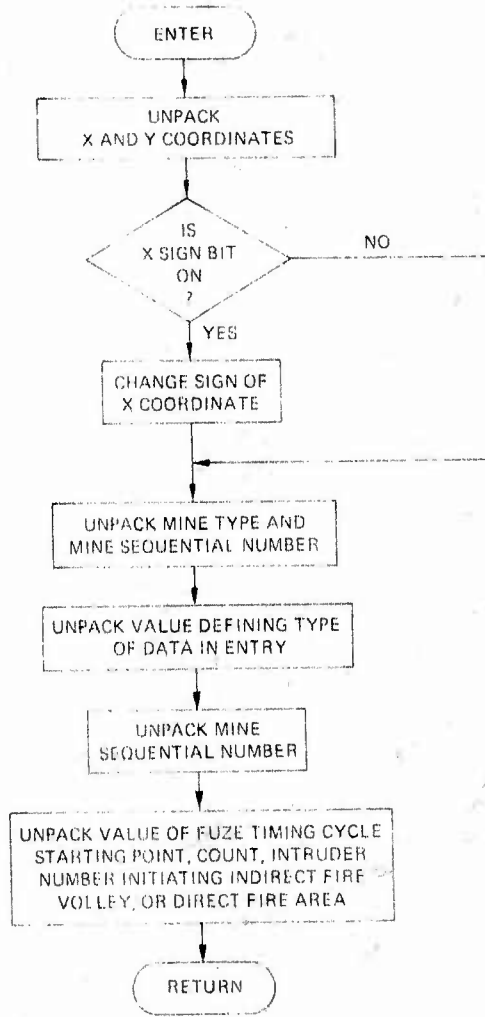 ENTER
UNPACK
X AND Y COORDINATES
IS
X SIGN BIT
ON
?
NO
YES
CHANGE SIGN OF
X COORDINATE
UNPACK MINE TYPE AND
MINE SEQUENTIAL NUMBER
UNPACK VALUE DEFINING TYPE
OF DATA IN ENTRY
UNPACK MINE
SEQUENTIAL NUMBER
UNPACK VALUE OF FUZE TIMING CYCLE
STARTING POINT, COUNT, INTRUDER
NUMBER INITIATING INDIRECT FIRE
VOLLEY, OR DIRECT FIRE AREA
RETURN